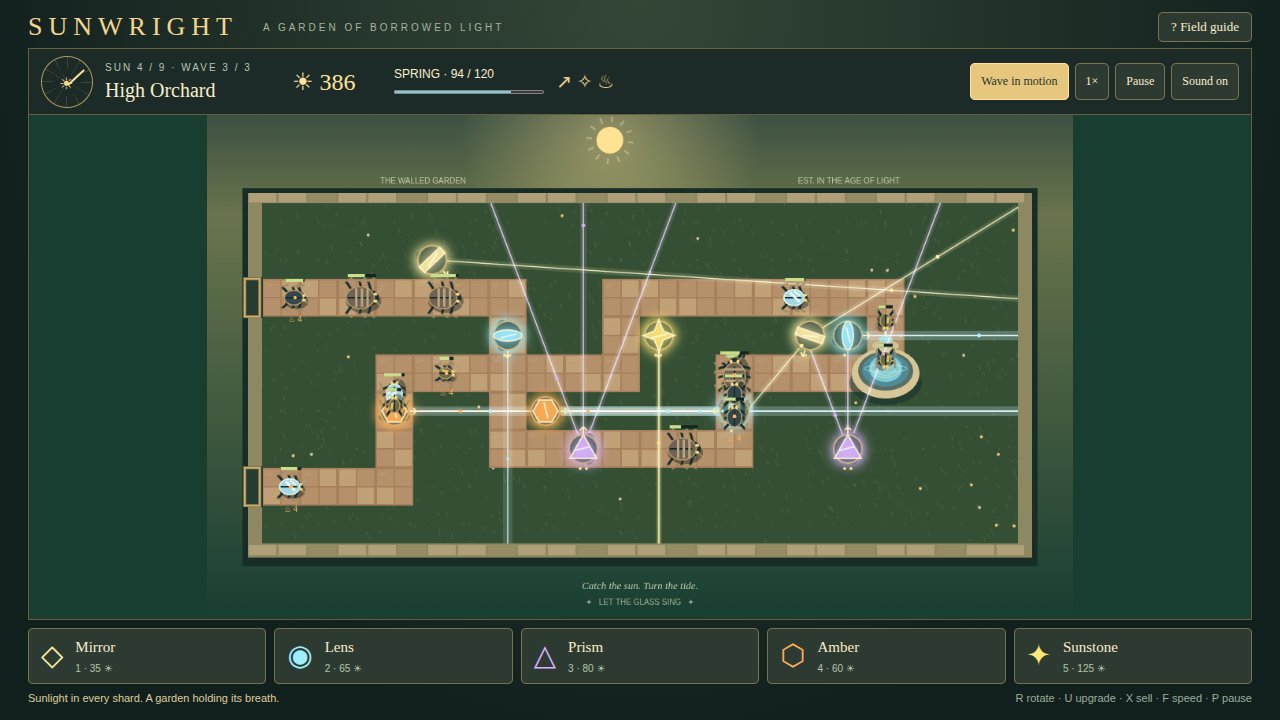 SUNWRIGHT
A GARDEN OF BORROWED LIGHT
? Field guide
SUN 4 / 9 · WAVE 3 / 3
High Orchard
☀ 386
SPRING · 94 / 120
↗ ✧ ♨
Wave in motion
1×
Pause
Sound on
THE WALLED GARDEN
EST. IN THE AGE OF LIGHT
♨ 4
♨ 4
♨ 4
Catch the sun. Turn the tide.
✦ LET THE GLASS SING ✦
Mirror
1 · 35 ☀
Lens
2 · 65 ☀
Prism
3 · 80 ☀
Amber
4 · 60 ☀
Sunstone
5 · 125 ☀
Sunlight in every shard. A garden holding its breath.
R rotate · U upgrade · X sell · F speed · P pause